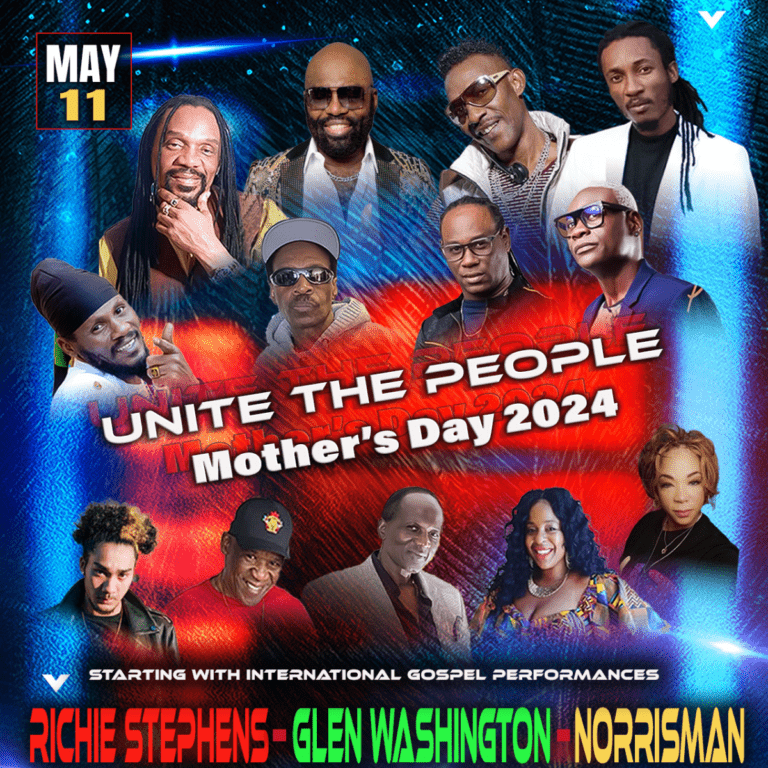 MAY
11
UNITE THE PEOPLE
Mother's Day 2024
STARTING WITH INTERNATIONAL GOSPEL PERFORMANCES
RICHIE STEPHENS - GLEN WASHINGTON - NORRISMAN